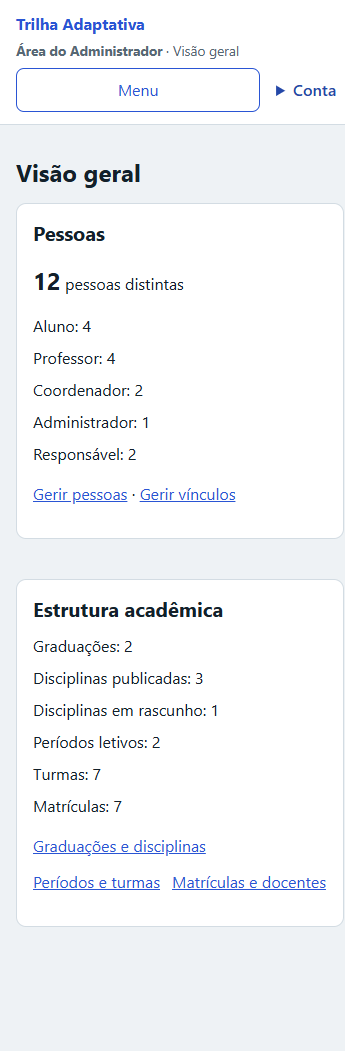 Trilha Adaptativa
Área do Administrador · Visão geral
Menu
Conta
Visão geral
Pessoas
12 pessoas distintas
Aluno: 4
Professor: 4
Coordenador: 2
Administrador: 1
Responsável: 2
Gerir pessoas · Gerir vínculos
Estrutura acadêmica
Graduações: 2
Disciplinas publicadas: 3
Disciplinas em rascunho: 1
Períodos letivos: 2
Turmas: 7
Matrículas: 7
Graduações e disciplinas
Períodos e turmas Matrículas e docentes